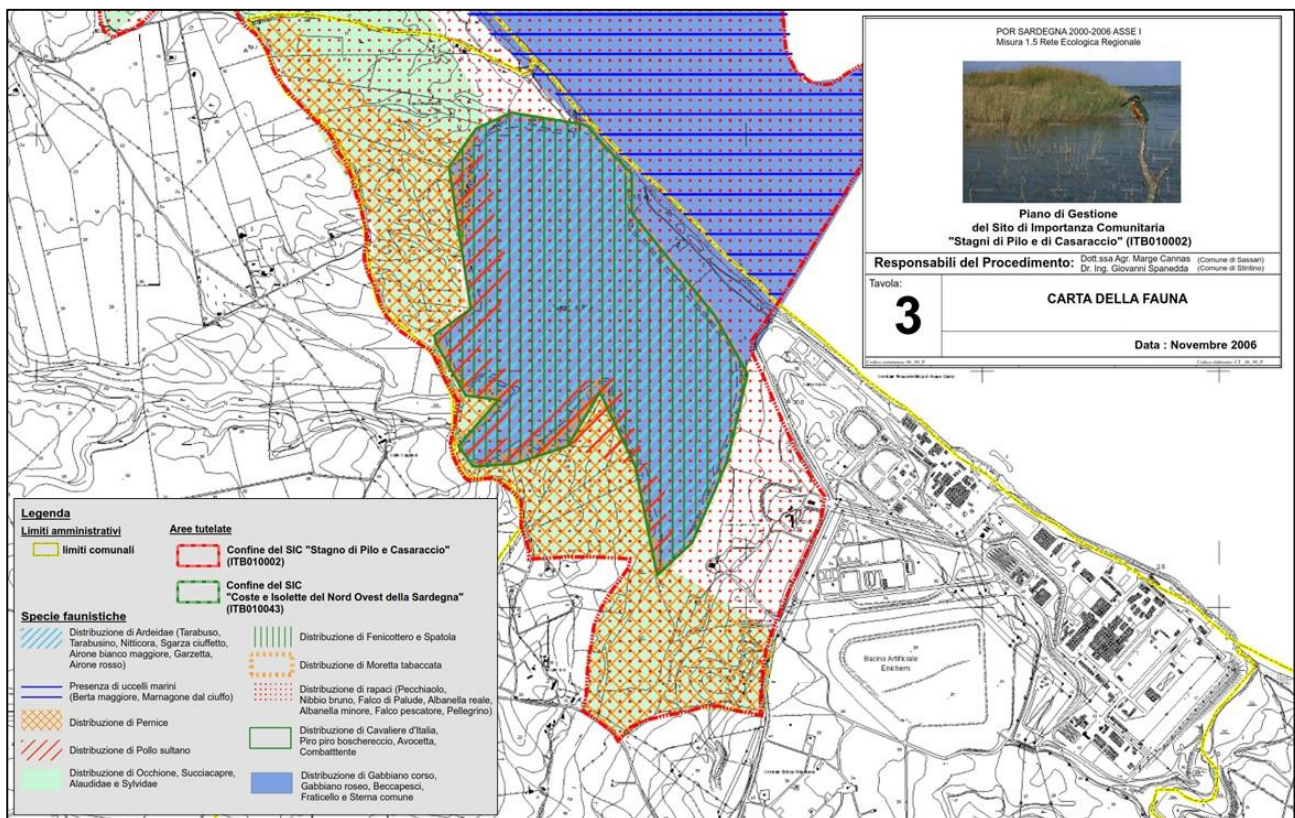 POR SARDEGNA 2000-2006 ASSE I
Misura 1.5 Rete Ecologica Regionale
Piano di Gestione
del Sito di Importanza Comunitaria
"Stagni di Pilo e di Casaraccio" (ITB010002)
Responsabili del Procedimento: Dott.ssa Agr. Marge Cannas (Comune di Sassari)
Dr. Ing. Giovanni Spanedda (Comune di Stintino)
Tavola:
3
CARTA DELLA FAUNA
Data : Novembre 2006
Bacino Artificiale
Enichem
Legenda
Limiti amministrativi
limiti comunali
Aree tutelate
Confine del SIC "Stagno di Pilo e Casaraccio"
(ITB010002)
Confine del SIC
"Coste e Isolette del Nord Ovest della Sardegna"
(ITB010043)
Specie faunistiche
Distribuzione di Ardeidae (Tarabuso,
Tarabusino, Nitticora, Sgarza ciuffetto,
Airone bianco maggiore, Garzetta,
Airone rosso)
Presenza di uccelli marini
(Berta maggiore, Marnagone dal ciuffo)
Distribuzione di Pernice
Distribuzione di Pollo sultano
Distribuzione di Occhione, Succiacapre,
Alaudidae e Sylvidae
Distribuzione di Fenicottero e Spatola
Distribuzione di Moretta tabaccata
Distribuzione di rapaci (Pecchiaolo,
Nibbio bruno, Falco di Palude, Albanella reale,
Albanella minore, Falco pescatore, Pellegrino)
Distribuzione di Cavaliere d'Italia,
Piro piro boschereccio, Avocetta,
Combatttente
Distribuzione di Gabbiano corso,
Gabbiano roseo, Beccapesci,
Fraticello e Sterna comune